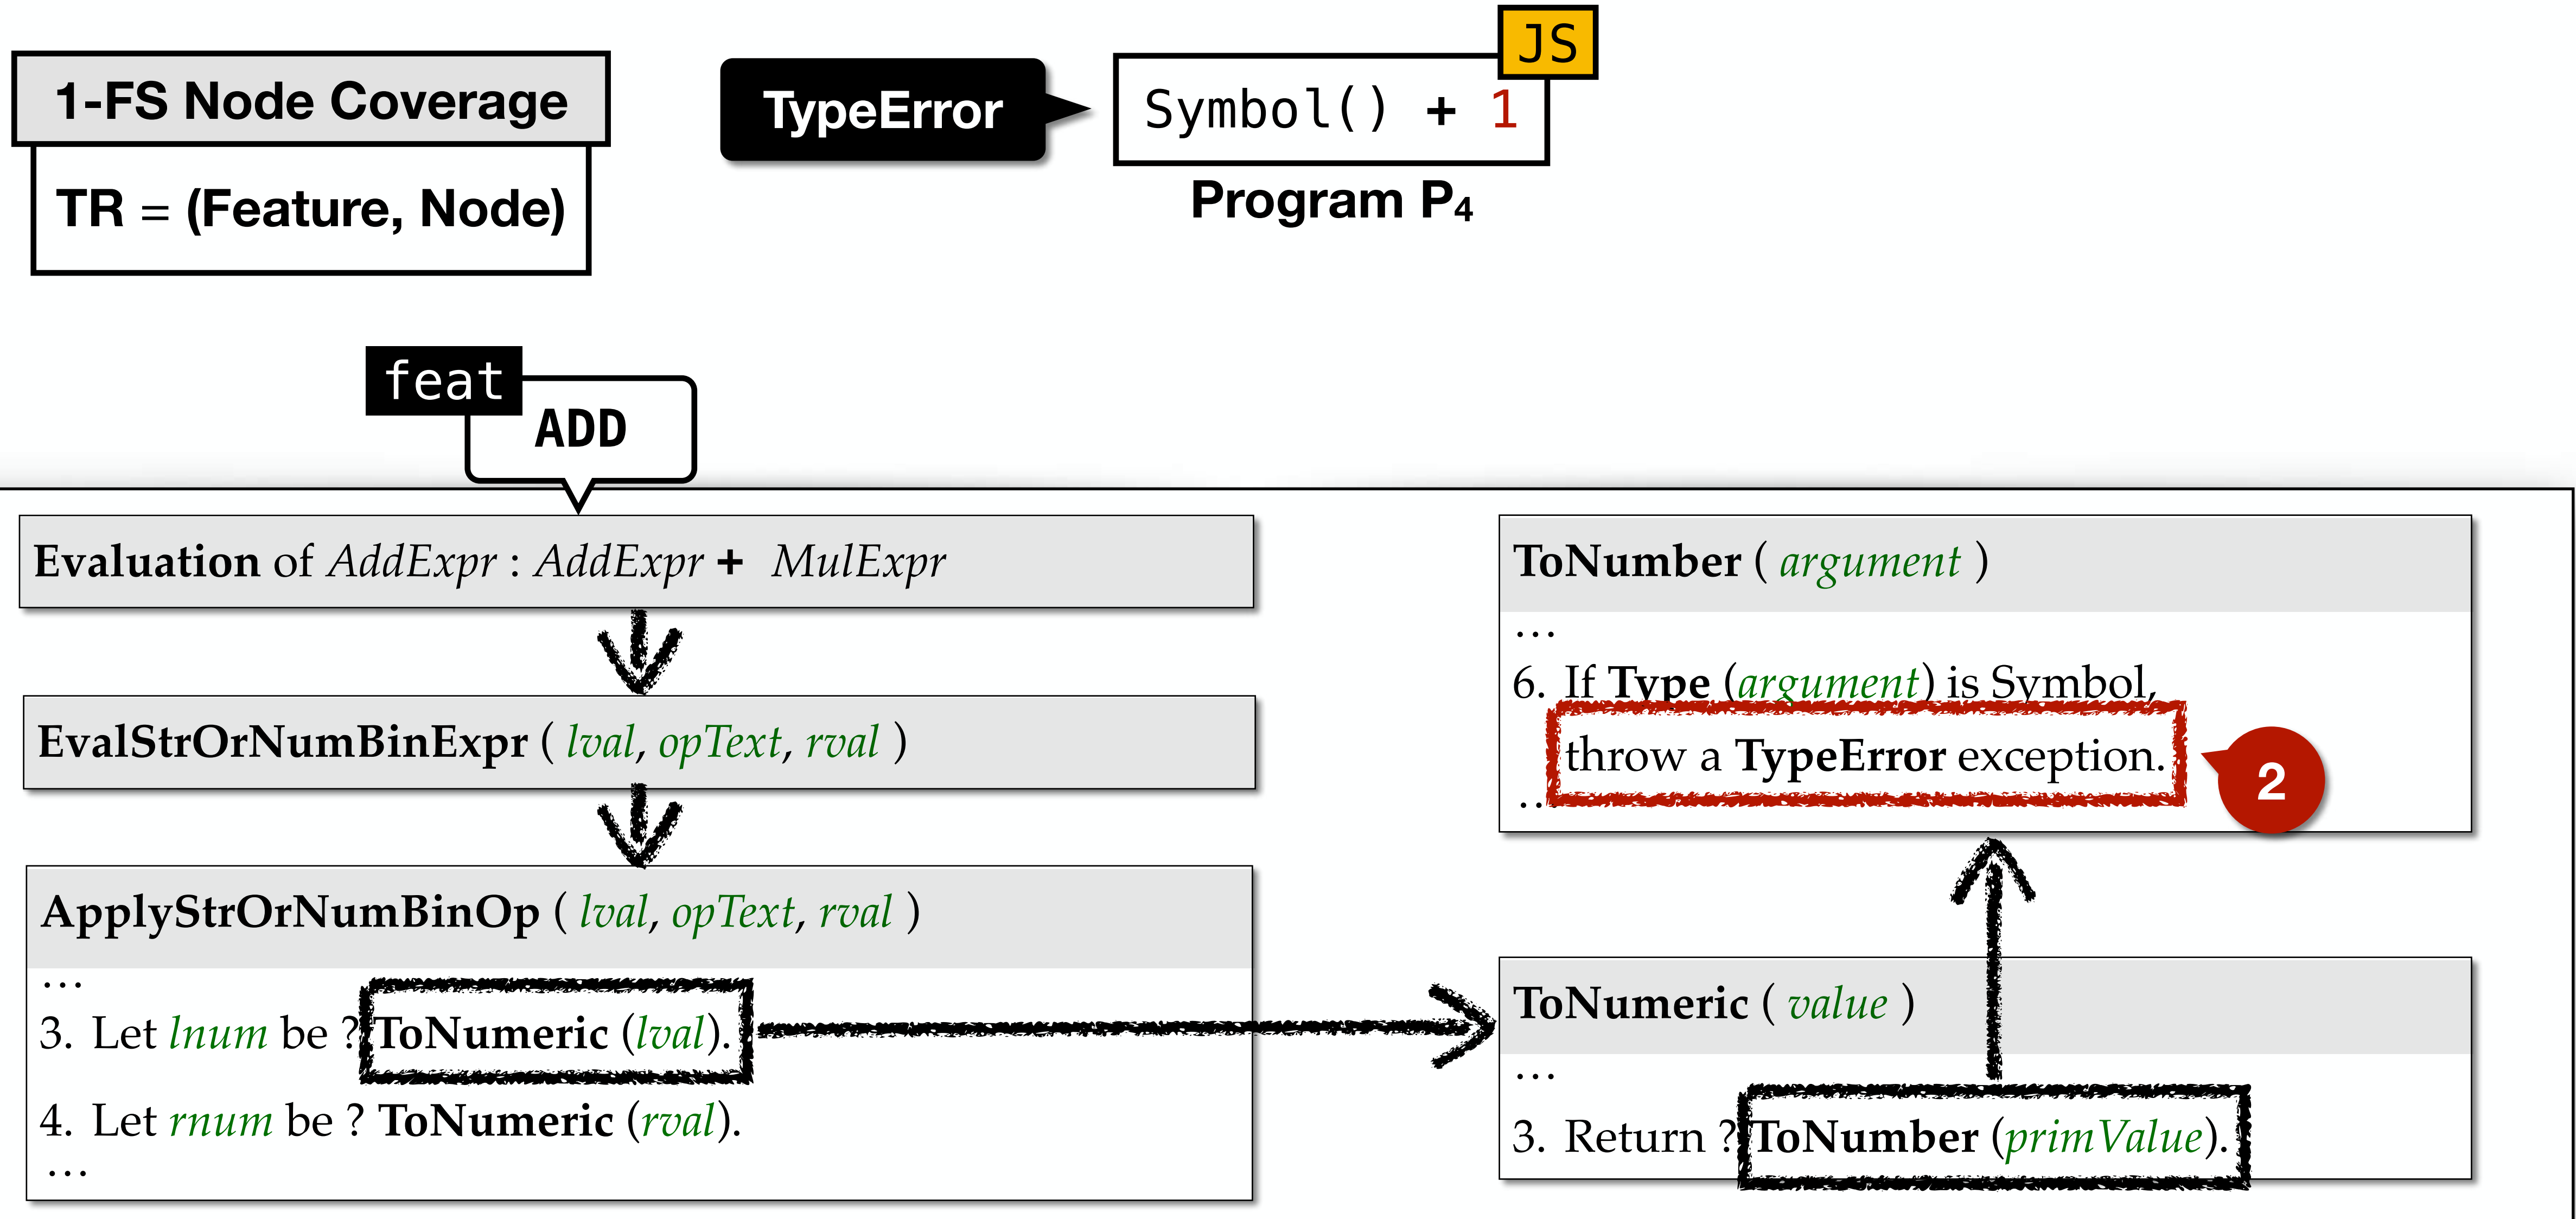 1-FS Node Coverage
TR = (Feature, Node)
TypeError
JS
Symbol() + 1
Program P₄
feat
ADD
Evaluation of AddExpr : AddExpr + MulExpr
EvalStrOrNumBinExpr ( lval, opText, rval )
ApplyStrOrNumBinOp ( lval, opText, rval )
…
3. Let lnum be ? ToNumeric (lval).
4. Let rnum be ? ToNumeric (rval).
…
ToNumber ( argument )
…
6. If Type (argument) is Symbol,
throw a TypeError exception.
…
2
ToNumeric ( value )
…
3. Return ? ToNumber (primValue).